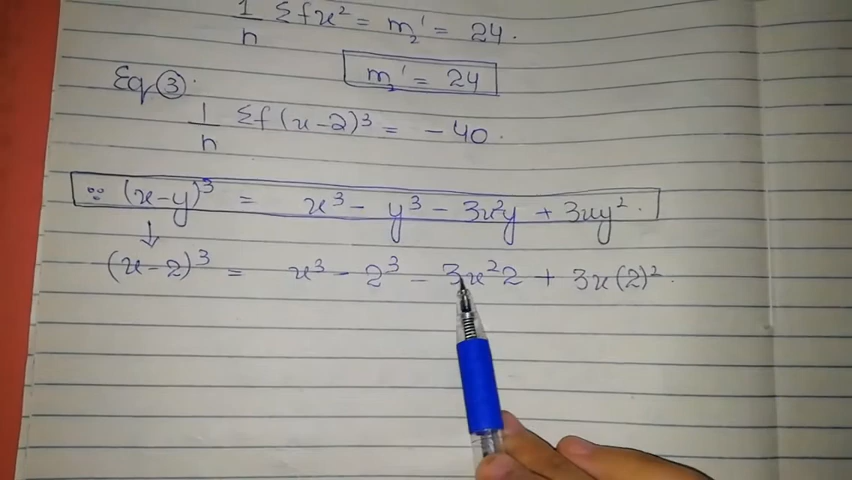 1/n Σfx² = m₂' = 24.
m₂' = 24
Eq ③.
1/n Σf(x-2)³ = -40.
∵ (x-y)³ = x³ - y³ - 3x²y + 3xy².
↓
(x-2)³ = x³ - 2³ - 3x²2 + 3x(2)².